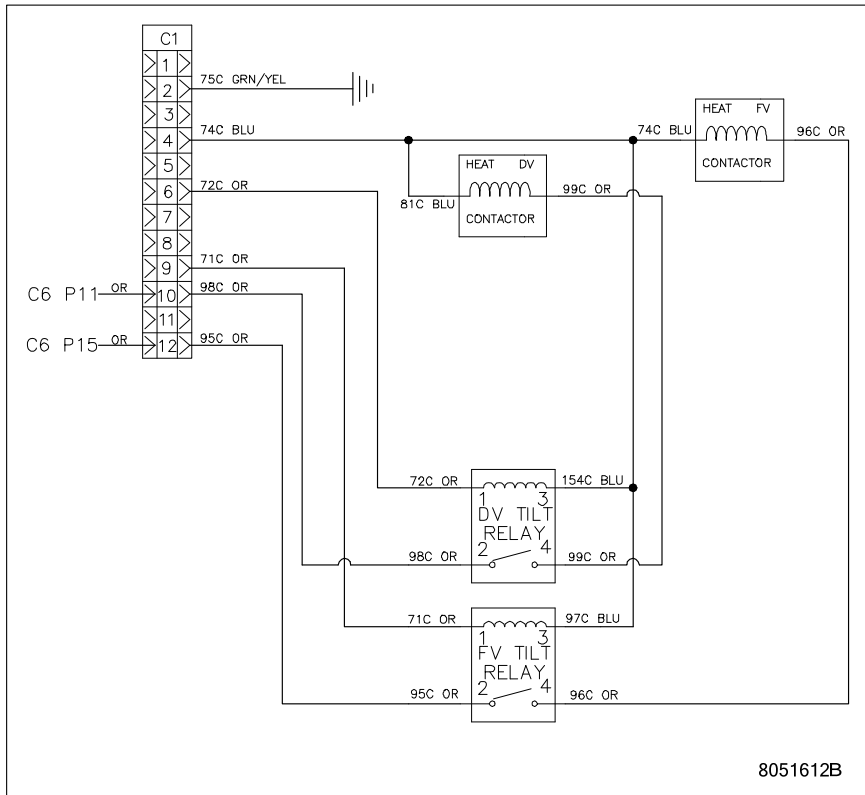 C1
1
2 75C GRN/YEL
3
4 74C BLU
5
6 72C OR
7
8
9 71C OR
C6 P11 OR 10 98C OR
11
C6 P15 OR 12 95C OR
74C BLU
HEAT FV
CONTACTOR
96C OR
81C BLU
HEAT DV
CONTACTOR
99C OR
72C OR
154C BLU
1 3
DV TILT
RELAY
2 4
98C OR
99C OR
71C OR
97C BLU
1 3
FV TILT
RELAY
2 4
95C OR
96C OR
8051612B